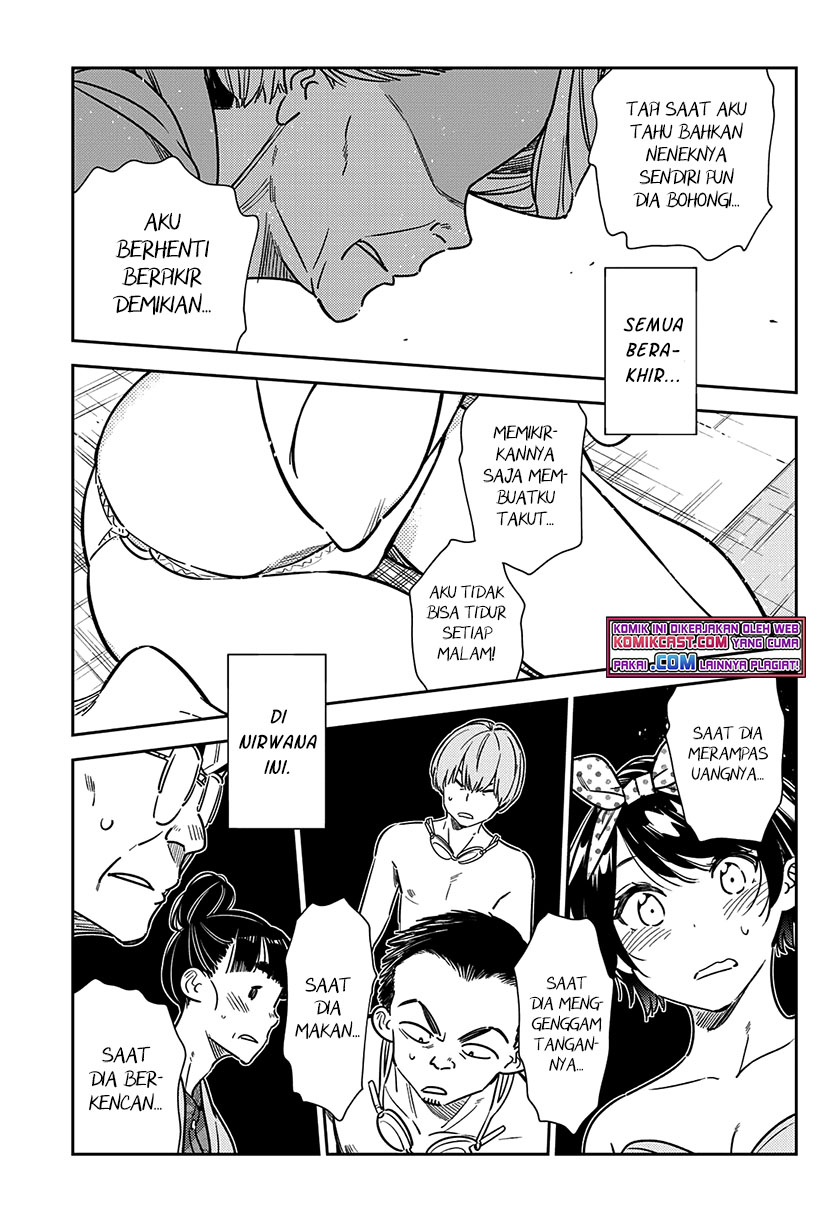 TAPI SAAT AKU
TAHU BAHKAN
NENEKNYA
SENDIRI PUN
DIA BOHONGI...
AKU
BERHENTI
BERPIKIR
DEMIKIAN...
SEMUA
BERA-
KHIR...
MEMIKIR-
KANNYA
SAJA MEM-
BUATKU
TAKUT...
AKU TIDAK
BISA TIDUR
SETIAP
MALAM!
KOMIK INI DIKERJAKAN OLEH WEB
KOMIKCAST.COM YANG CUMA
PAKAI .COM LAINNYA PLAGIAT!
DI
NIRWANA
INI.
SAAT DIA
MERAMPAS
UANGNYA...
SAAT
DIA MENG
GENGGAM
TANGAN-
NYA...
SAAT
DIA
MAKAN...
SAAT
DIA BER-
KENCAN...